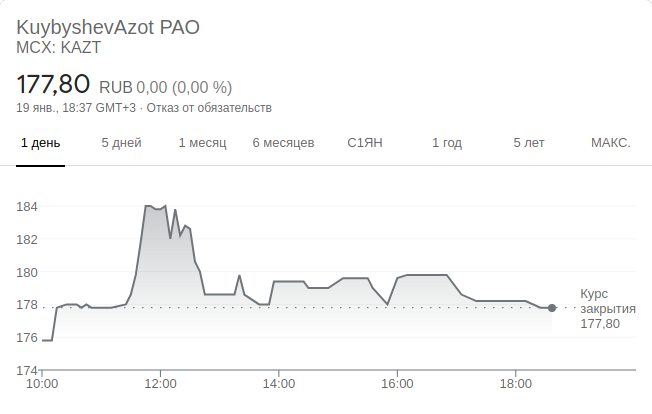 KuybyshevAzot PAO
MCX: KAZT
177,80 RUB 0,00 (0,00 %)
19 янв., 18:37 GMT+3 · Отказ от обязательств
1 день 5 дней 1 месяц 6 месяцев С1ЯН 1 год 5 лет МАКС.
184
182
180
178
176
174
Курс
закрытия
177,80
10:00 12:00 14:00 16:00 18:00